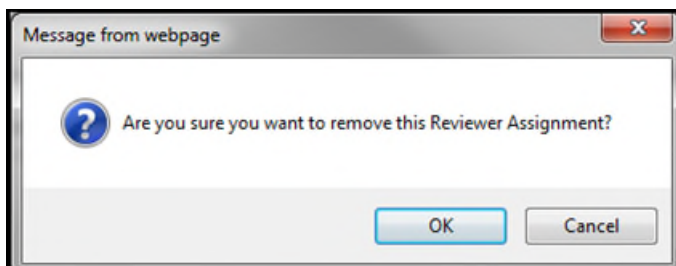 Message from webpage
Are you sure you want to remove this Reviewer Assignment?
OK Cancel